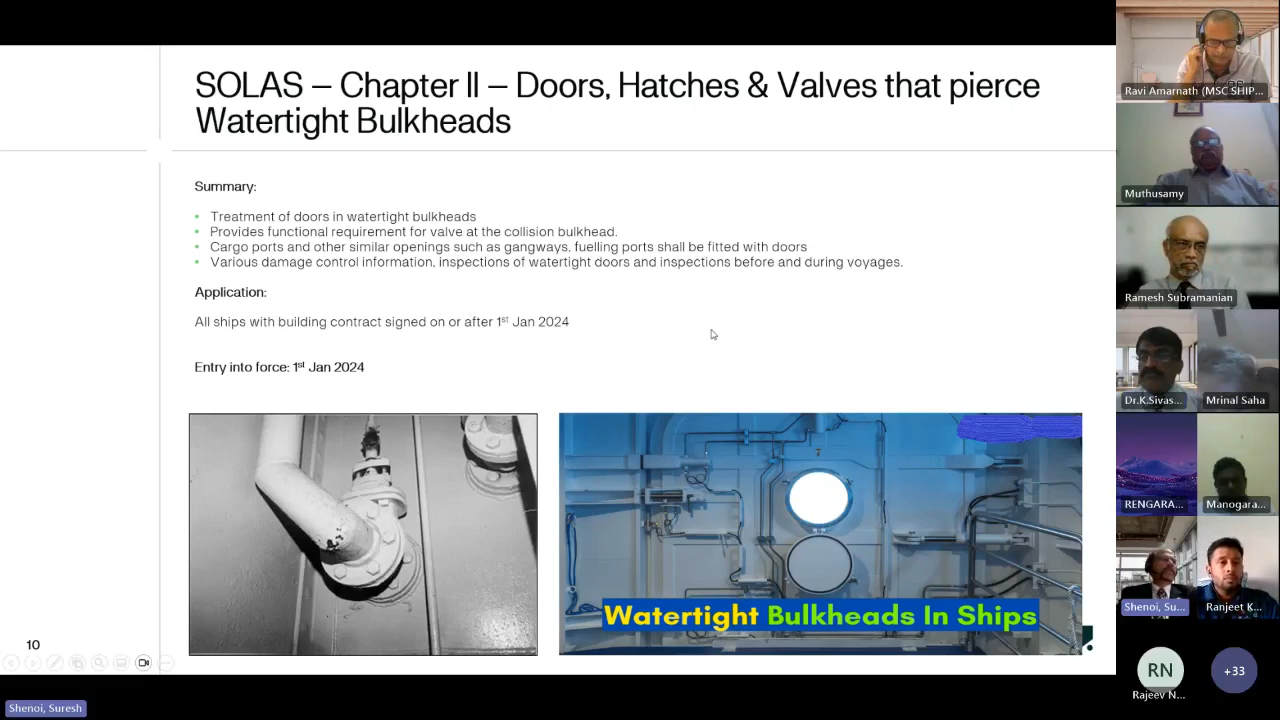 SOLAS – Chapter II – Doors, Hatches & Valves that pierce
Watertight Bulkheads
Summary:
• Treatment of doors in watertight bulkheads
• Provides functional requirement for valve at the collision bulkhead.
• Cargo ports and other similar openings such as gangways, fuelling ports shall be fitted with doors
• Various damage control information, inspections of watertight doors and inspections before and during voyages.
Application:
All ships with building contract signed on or after 1st Jan 2024
Entry into force: 1st Jan 2024
Watertight Bulkheads In Ships
10
Shenoi, Suresh
Ravi Amarnath (MSC SHIP...
Muthusamy
Ramesh Subramanian
Dr.K.Sivas...
Mrinal Saha
RENGARA...
Manogara...
Shenoi, Su...
Ranjeet K...
RN
Rajeev N...
+33